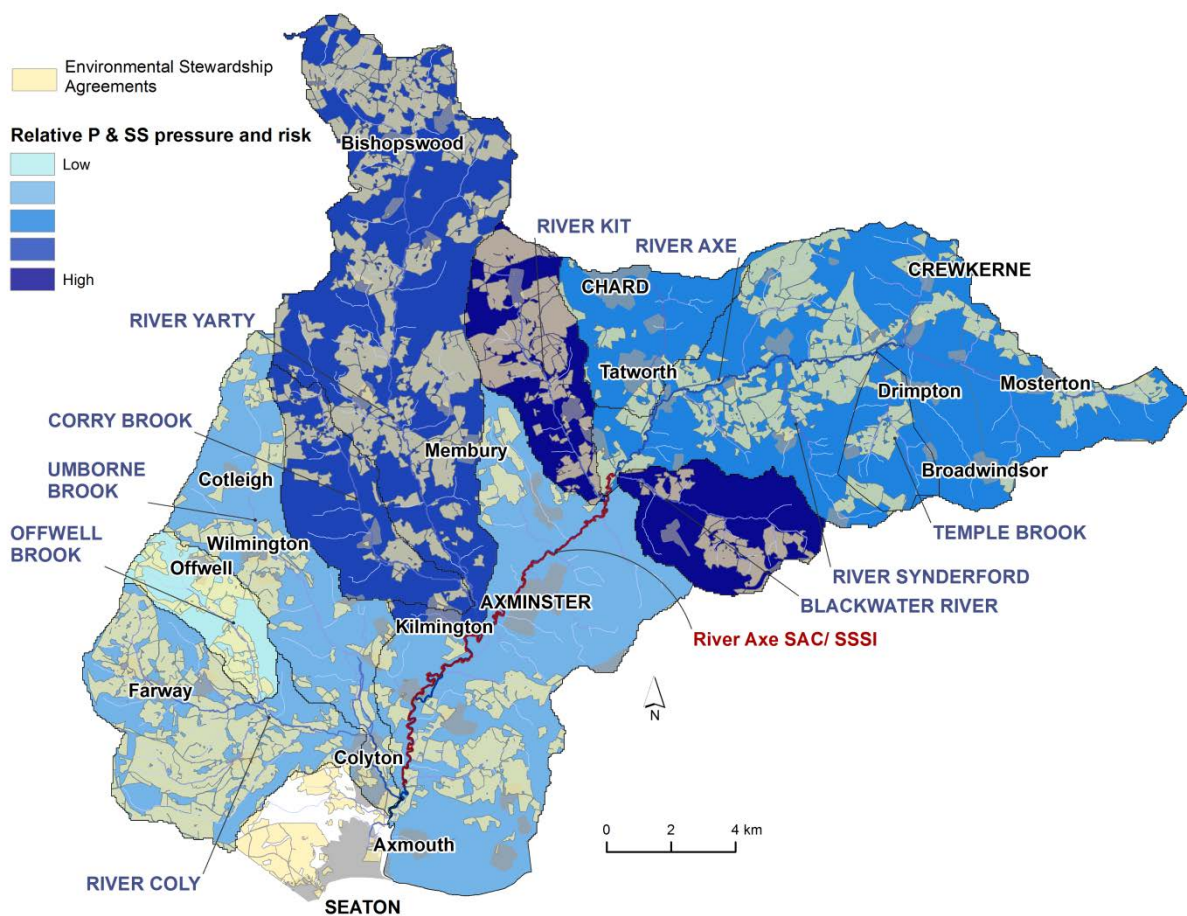 Environmental Stewardship
Agreements
Relative P & SS pressure and risk
Low
High
Bishopswood
RIVER KIT
RIVER AXE
CREWKERNE
CHARD
RIVER YARTY
Tatworth
Drimpton
Mosterton
CORRY BROOK
Membury
Broadwindsor
UMBORNE
BROOK
Cotleigh
OFFWELL
BROOK
Wilmington
TEMPLE BROOK
Offwell
RIVER SYNDERFORD
AXMINSTER
BLACKWATER RIVER
Kilmington
River Axe SAC/ SSSI
Farway
N
Colyton
0 2 4 km
Axmouth
RIVER COLY
SEATON